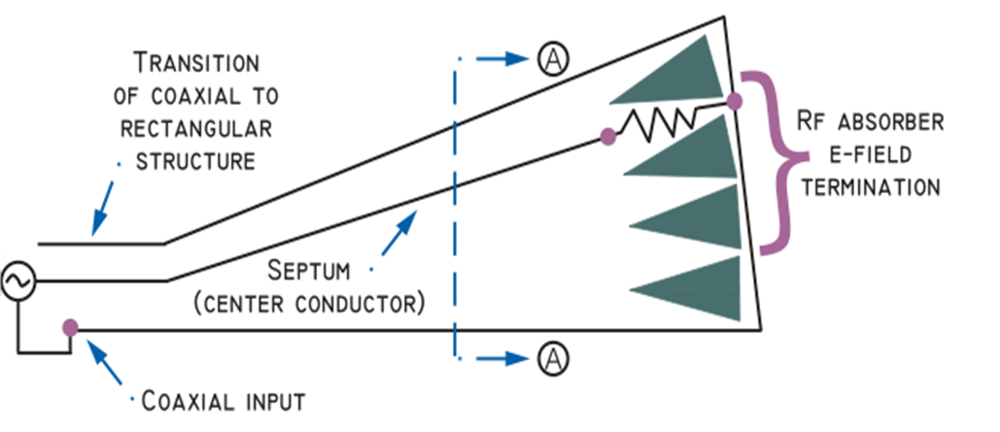 TRANSITION
OF COAXIAL TO
RECTANGULAR
STRUCTURE
A
RF ABSORBER
E-FIELD
TERMINATION
SEPTUM
(CENTER CONDUCTOR)
A
COAXIAL INPUT